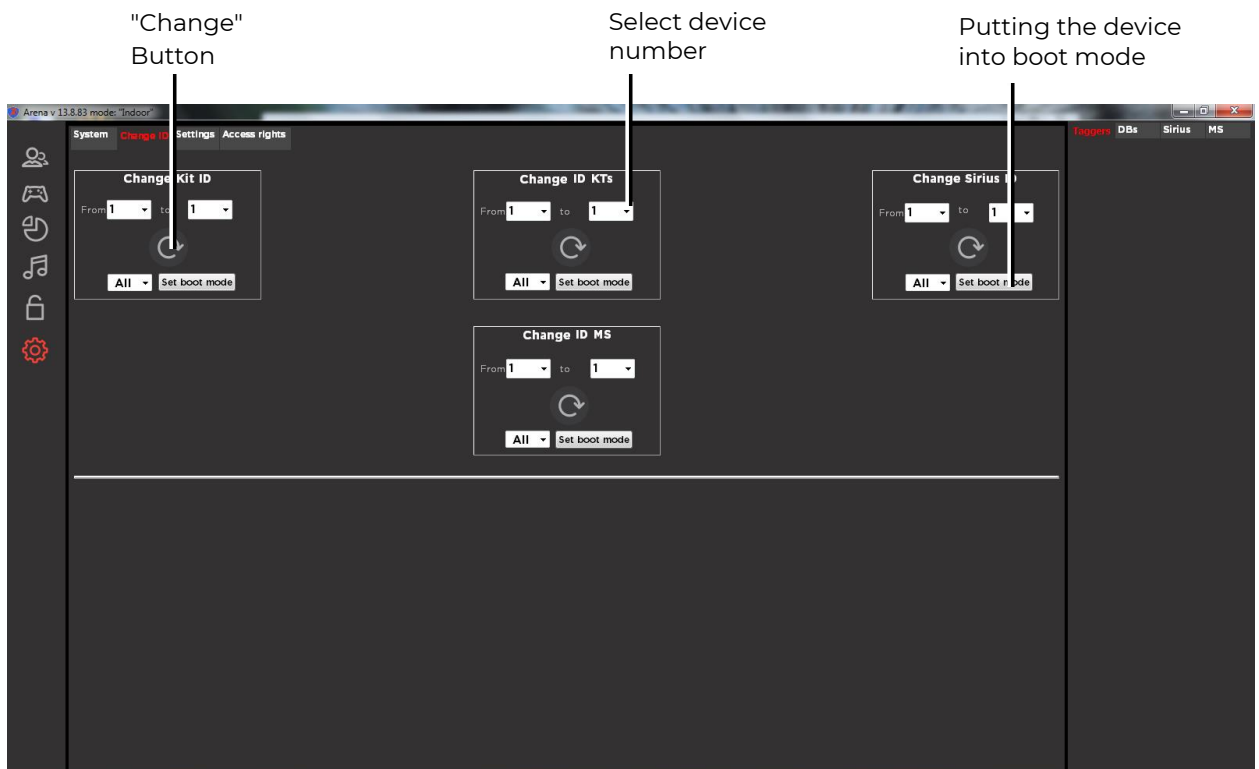 "Change"
Button
Select device
number
Putting the device
into boot mode
Arena v 13.8.83 mode: "Indoor"
System Change ID Settings Access rights
Taggers DBs Sirius MS
Change Kit ID
From 1 to 1
All Set boot mode
Change ID KTs
From 1 to 1
All Set boot mode
Change Sirius ID
From 1 to 1
All Set boot mode
Change ID MS
From 1 to 1
All Set boot mode